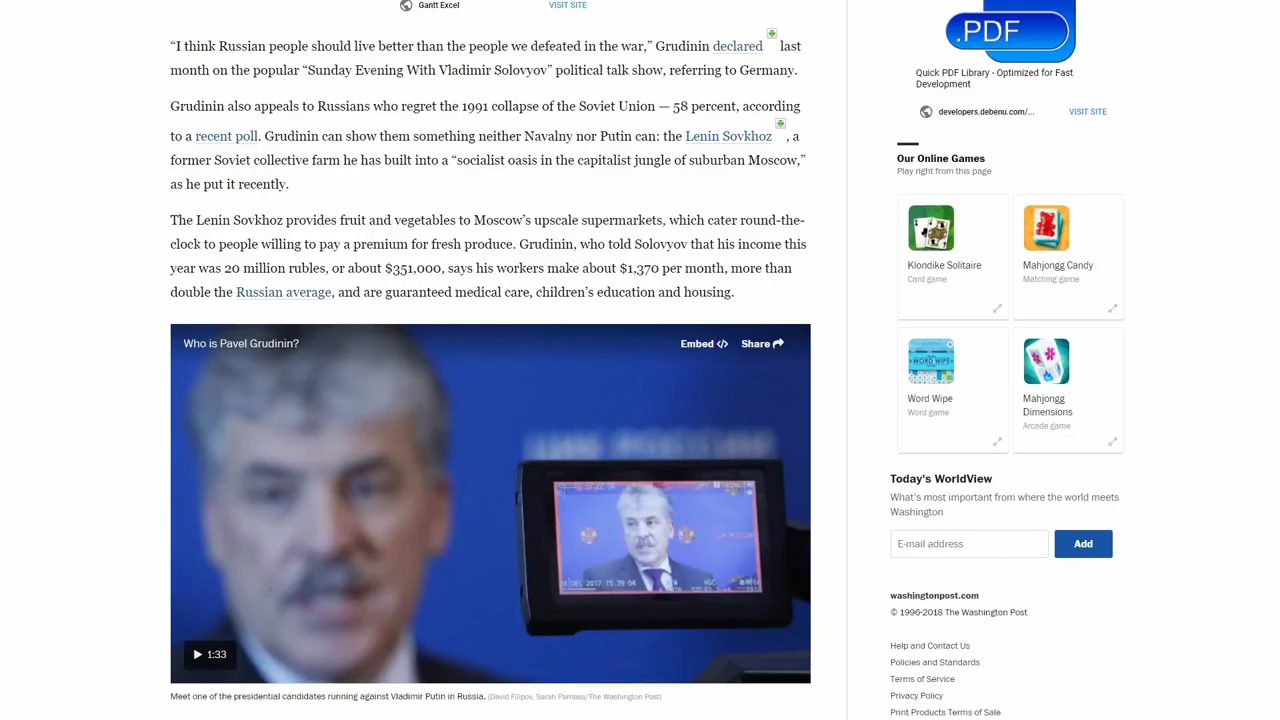 Gantt Excel
VISIT SITE
“I think Russian people should live better than the people we defeated in the war,” Grudinin declared last
month on the popular “Sunday Evening With Vladimir Solovyov” political talk show, referring to Germany.
Grudinin also appeals to Russians who regret the 1991 collapse of the Soviet Union — 58 percent, according
to a recent poll. Grudinin can show them something neither Navalny nor Putin can: the Lenin Sovkhoz , a
former Soviet collective farm he has built into a “socialist oasis in the capitalist jungle of suburban Moscow,”
as he put it recently.
The Lenin Sovkhoz provides fruit and vegetables to Moscow’s upscale supermarkets, which cater round-the-
clock to people willing to pay a premium for fresh produce. Grudinin, who told Solovyov that his income this
year was 20 million rubles, or about $351,000, says his workers make about $1,370 per month, more than
double the Russian average, and are guaranteed medical care, children’s education and housing.
Who is Pavel Grudinin?
Embed </>
Share
DEC 2017 15:39:04
1:33
Meet one of the presidential candidates running against Vladimir Putin in Russia. (David Filipov, Sarah Parnass/The Washington Post)
.PDF
Quick PDF Library - Optimized for Fast
Development
developers.debenu.com/...
VISIT SITE
Our Online Games
Play right from this page
Klondike Solitaire
Card game
Mahjongg Candy
Matching game
WORD WIPE
Word Wipe
Word game
Mahjongg
Dimensions
Arcade game
Today's WorldView
What's most important from where the world meets
Washington
E-mail address
Add
washingtonpost.com
© 1996-2018 The Washington Post
Help and Contact Us
Policies and Standards
Terms of Service
Privacy Policy
Print Products Terms of Sale